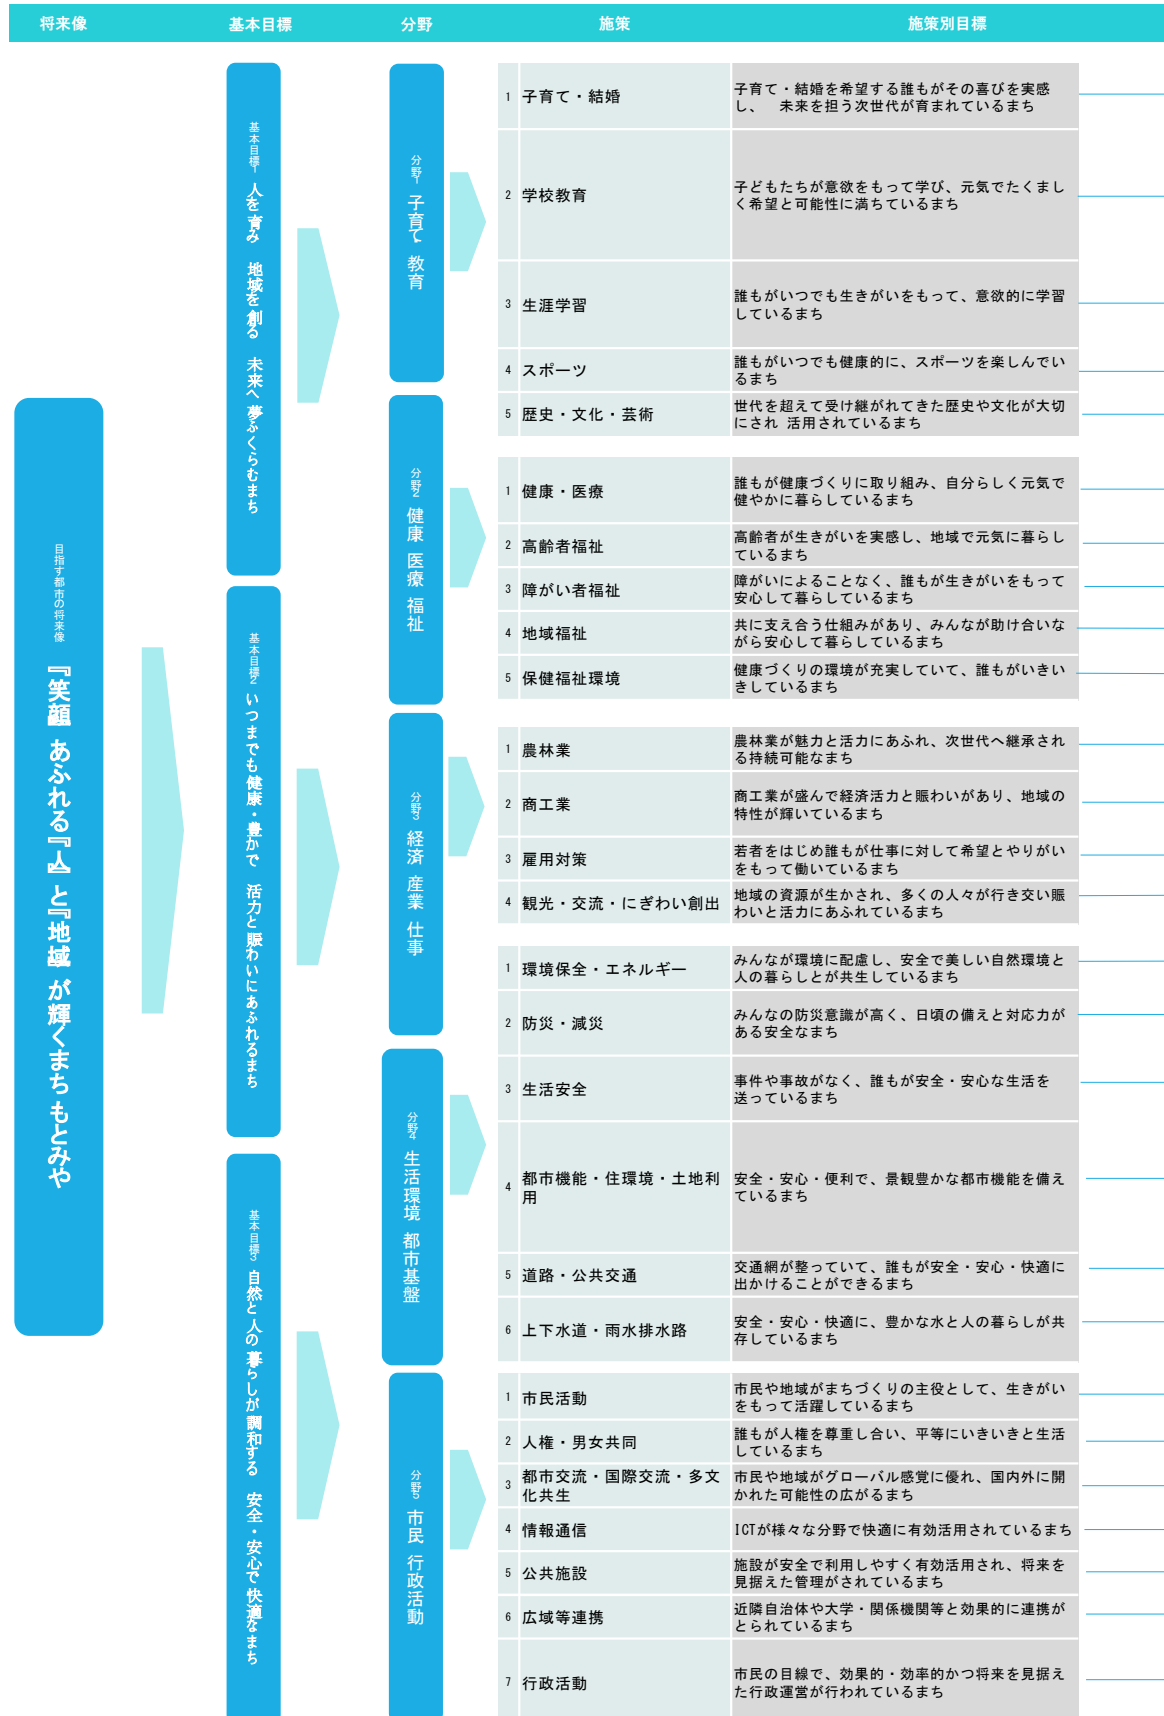 将来像
基本目標
分野
施策
施策別目標
目指す都市の将来像 『笑顔』あふれる『人』と『地域』が輝くまち もとみや
基本目標1 人を育み 地域を創る 未来へ夢ふくらむまち
基本目標2 いつまでも健康・豊かで 活力と賑わいにあふれるまち
基本目標3 自然と人の暮らしが調和する 安全・安心で快適なまち
分野1 子育て 教育
1 子育て・結婚
子育て・結婚を希望する誰もがその喜びを実感
し、 未来を担う次世代が育まれているまち
2 学校教育
子どもたちが意欲をもって学び、元気でたくまし
く希望と可能性に満ちているまち
3 生涯学習
誰もがいつでも生きがいをもって、意欲的に学習
しているまち
4 スポーツ
誰もがいつでも健康的に、スポーツを楽しんでい
るまち
5 歴史・文化・芸術
世代を超えて受け継がれてきた歴史や文化が大切
にされ 活用されているまち
分野2 健康 医療 福祉
1 健康・医療
誰もが健康づくりに取り組み、自分らしく元気で
健やかに暮らしているまち
2 高齢者福祉
高齢者が生きがいを実感し、地域で元気に暮らし
ているまち
3 障がい者福祉
障がいによることなく、誰もが生きがいをもって
安心して暮らしているまち
4 地域福祉
共に支え合う仕組みがあり、みんなが助け合いな
がら安心して暮らしているまち
5 保健福祉環境
健康づくりの環境が充実していて、誰もがいきい
きしているまち
分野3 経済 産業 仕事
1 農林業
農林業が魅力と活力にあふれ、次世代へ継承され
る持続可能なまち
2 商工業
商工業が盛んで経済活力と賑わいがあり、地域の
特性が輝いているまち
3 雇用対策
若者をはじめ誰もが仕事に対して希望とやりがい
をもって働いているまち
4 観光・交流・にぎわい創出
地域の資源が生かされ、多くの人々が行き交い賑
わいと活力にあふれているまち
分野4 生活環境 都市基盤
1 環境保全・エネルギー
みんなが環境に配慮し、安全で美しい自然環境と
人の暮らしとが共生しているまち
2 防災・減災
みんなの防災意識が高く、日頃の備えと対応力が
ある安全なまち
3 生活安全
事件や事故がなく、誰もが安全・安心な生活を
送っているまち
4 都市機能・住環境・土地利
用
安全・安心・便利で、景観豊かな都市機能を備え
ているまち
5 道路・公共交通
交通網が整っていて、誰もが安全・安心・快適に
出かけることができるまち
6 上下水道・雨水排水路
安全・安心・快適に、豊かな水と人の暮らしが共
存しているまち
分野5 市民 行政活動
1 市民活動
市民や地域がまちづくりの主役として、生きがい
をもって活躍しているまち
2 人権・男女共同
誰もが人権を尊重し合い、平等にいきいきと生活
しているまち
3 都市交流・国際交流・多文
化共生
市民や地域がグローバル感覚に優れ、国内外に開
かれた可能性の広がるまち
4 情報通信
ICTが様々な分野で快適に有効活用されているまち
5 公共施設
施設が安全で利用しやすく有効活用され、将来を
見据えた管理がされているまち
6 広域等連携
近隣自治体や大学・関係機関等と効果的に連携が
とられているまち
7 行政活動
市民の目線で、効果的・効率的かつ将来を見据え
た行政運営が行われているまち